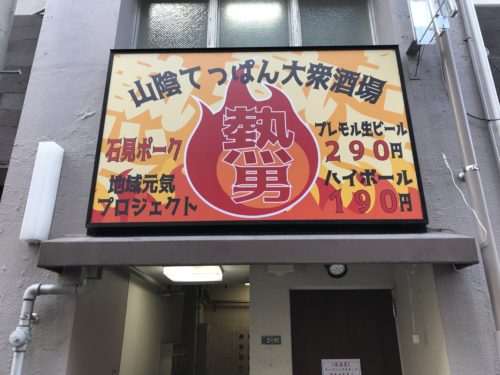 山陰てっぱん大衆酒場
石見ポーク
地域元気
プロジェクト
熱男
プレモル生ビール
290円
ハイボール
190円